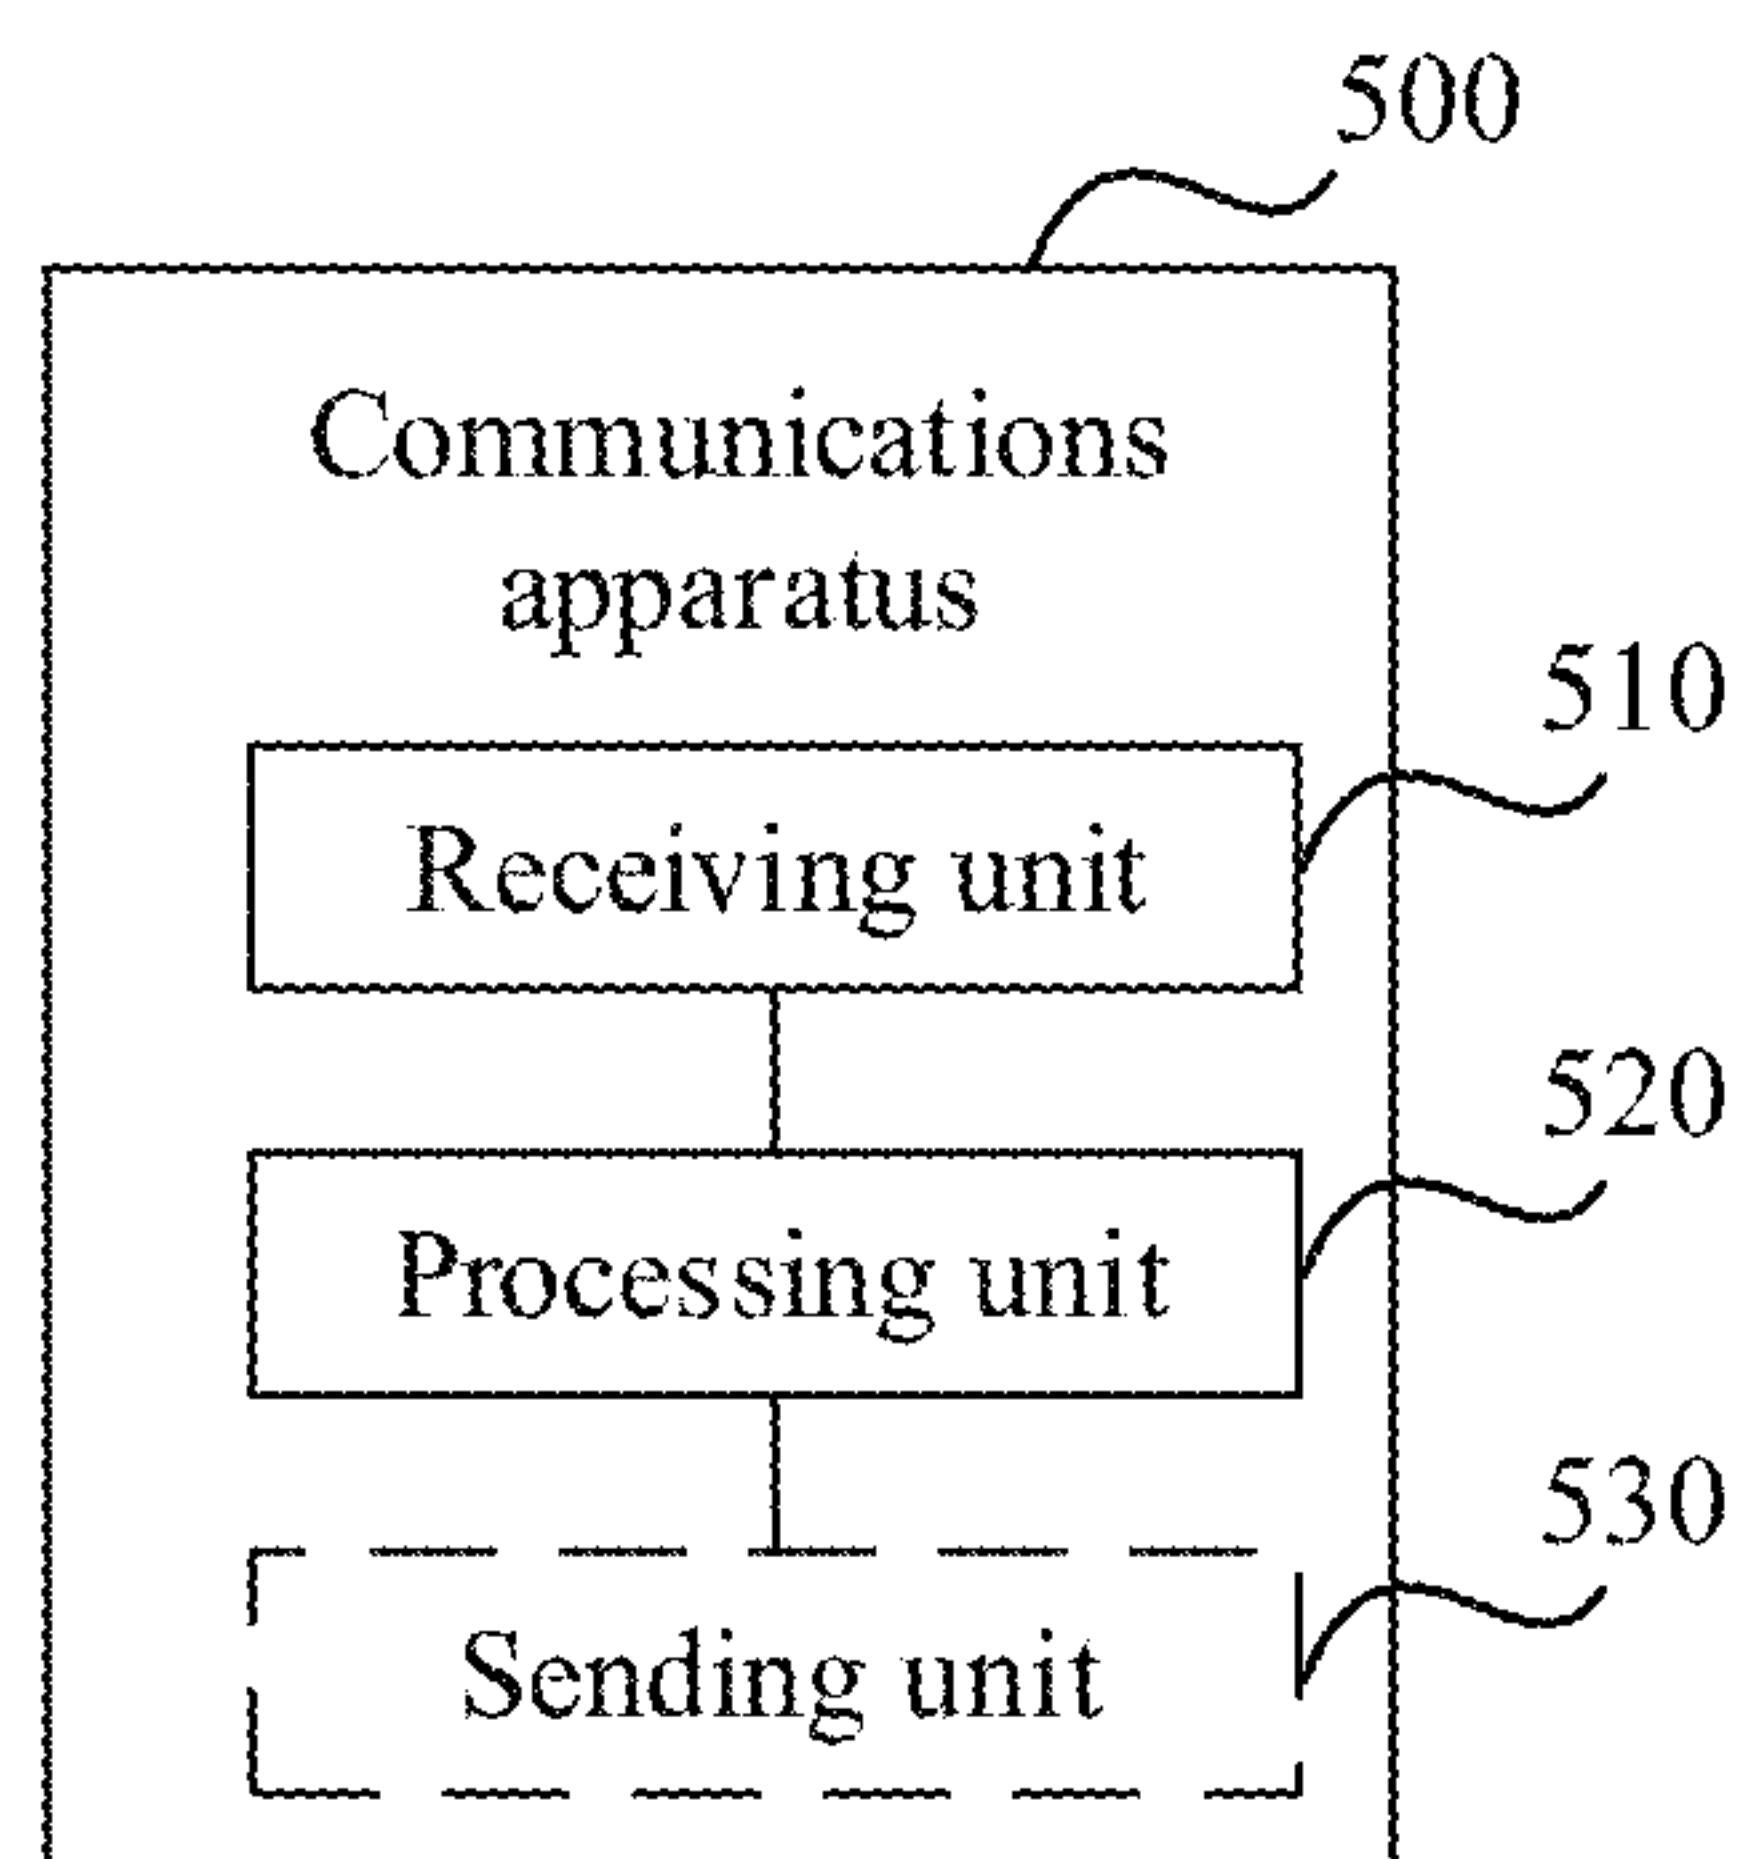 500
Communications
apparatus
510
Receiving unit
520
Processing unit
530
Sending unit